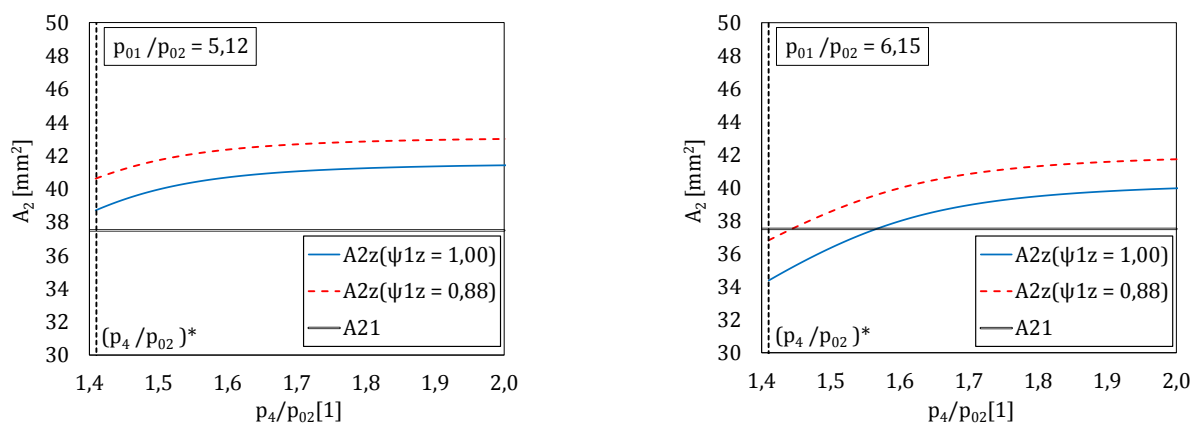 50
48
46
44
42
40
38
36
34
32
30
A₂ [mm²]
p₀₁ /p₀₂ = 5,12
A2z(ψ1z = 1,00)
A2z(ψ1z = 0,88)
A21
(p₄ /p₀₂ )*
1,4 1,5 1,6 1,7 1,8 1,9 2,0
p₄/p₀₂[1]
50
48
46
44
42
40
38
36
34
32
30
A₂ [mm²]
p₀₁ /p₀₂ = 6,15
A2z(ψ1z = 1,00)
A2z(ψ1z = 0,88)
A21
(p₄ /p₀₂ )*
1,4 1,5 1,6 1,7 1,8 1,9 2,0
p₄/p₀₂[1]